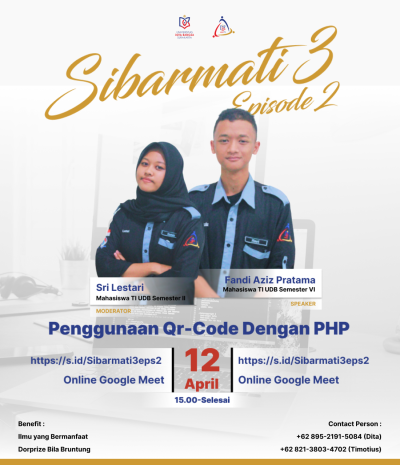 Sibarmati 3
Episode 2
Sri Lestari
Mahasiswa TI UDB Semester II
MODERATOR
Fandi Aziz Pratama
Mahasiswa TI UDB Semester VI
SPEAKER
Penggunaan Qr-Code Dengan PHP
https://s.id/Sibarmati3eps2
Online Google Meet
12
April
https://s.id/Sibarmati3eps2
Online Google Meet
15.00-Selesai
Benefit :
Ilmu yang Bermanfaat
Dorprize Bila Bruntung
Contact Person :
+62 895-2191-5084 (Dita)
+62 821-3803-4702 (Timotius)